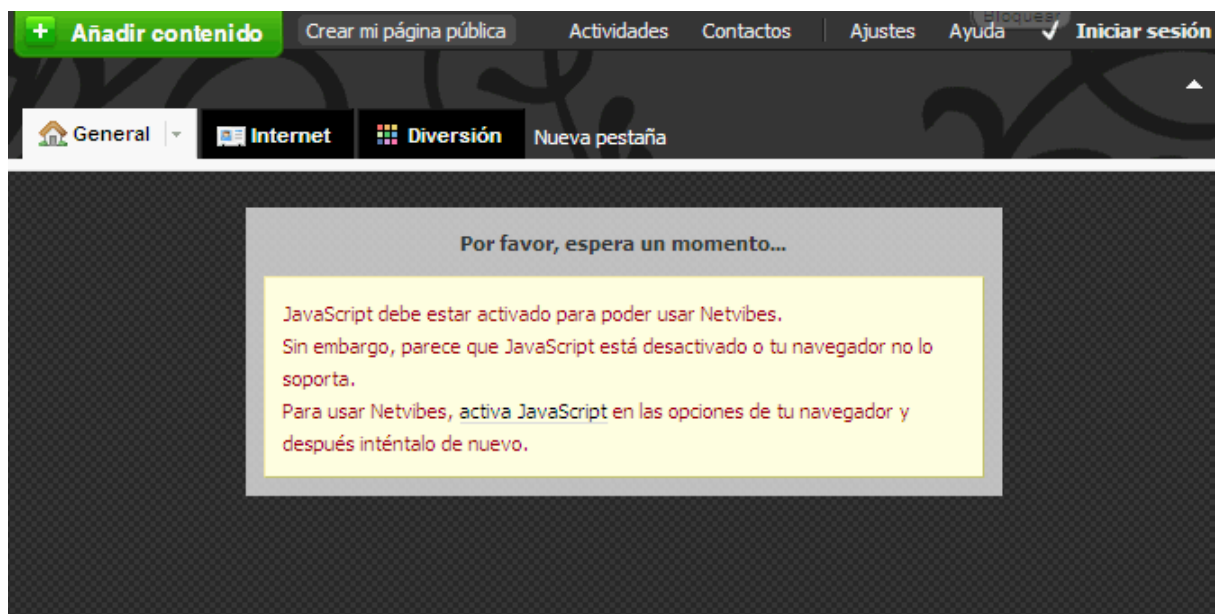 Añadir contenido
Crear mi página pública
Actividades
Contactos
Ajustes
Ayuda
Bloquear
Iniciar sesión
General
Internet
Diversión
Nueva pestaña
Por favor, espera un momento...
JavaScript debe estar activado para poder usar Netvibes.
Sin embargo, parece que JavaScript está desactivado o tu navegador no lo
soporta.
Para usar Netvibes, activa JavaScript en las opciones de tu navegador y
después inténtalo de nuevo.